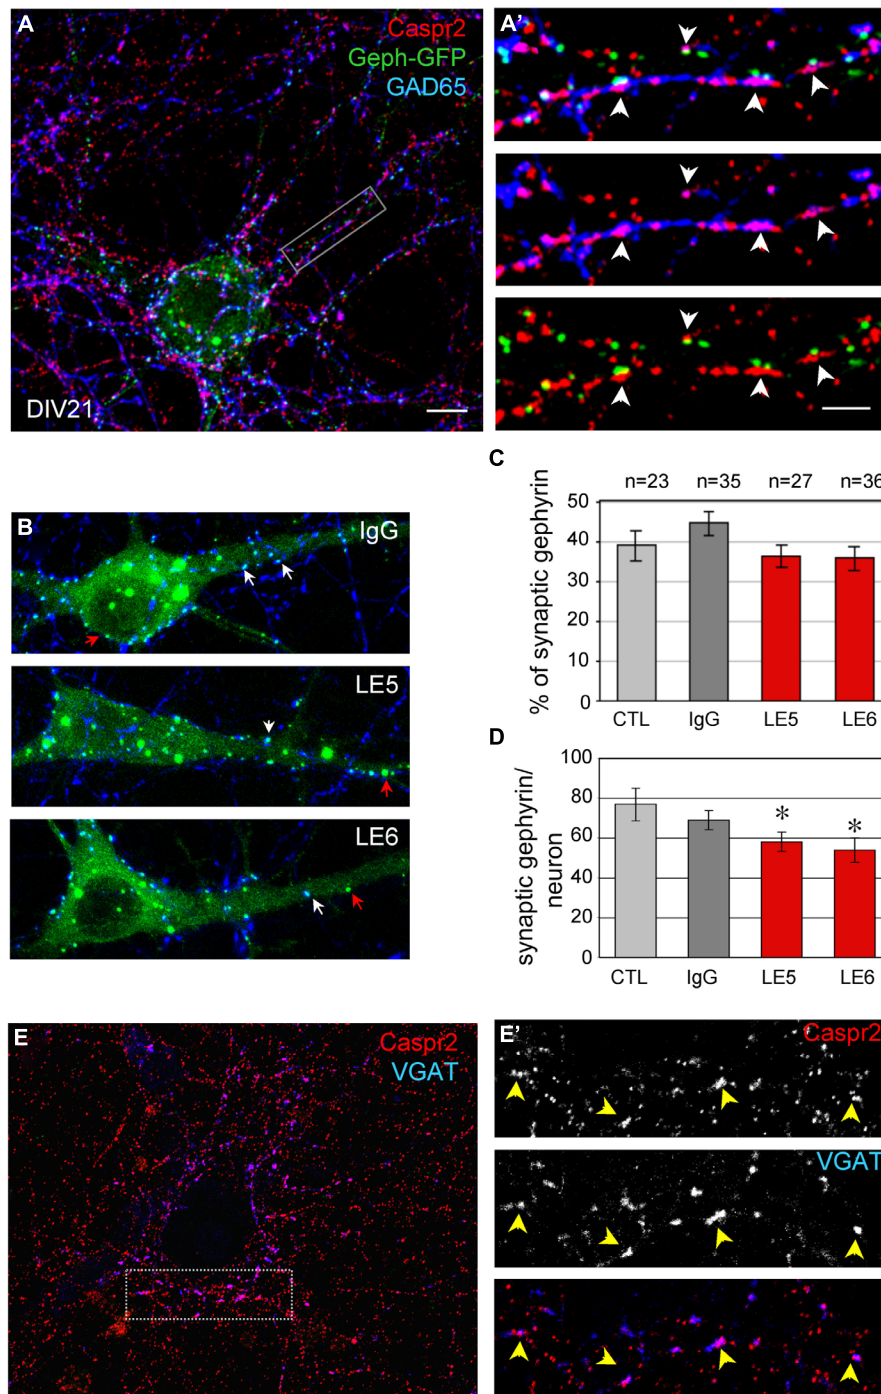 A
Caspr2
Geph-GFP
GAD65
DIV21
A'
B
IgG
LE5
LE6
C
n=23 n=35 n=27 n=36
% of synaptic gephyrin
50
40
30
20
10
0
CTL IgG LE5 LE6
D
synaptic gephyrin/
neuron
100
80
60
40
20
0
* *
CTL IgG LE5 LE6
E
Caspr2
VGAT
E'
Caspr2
VGAT